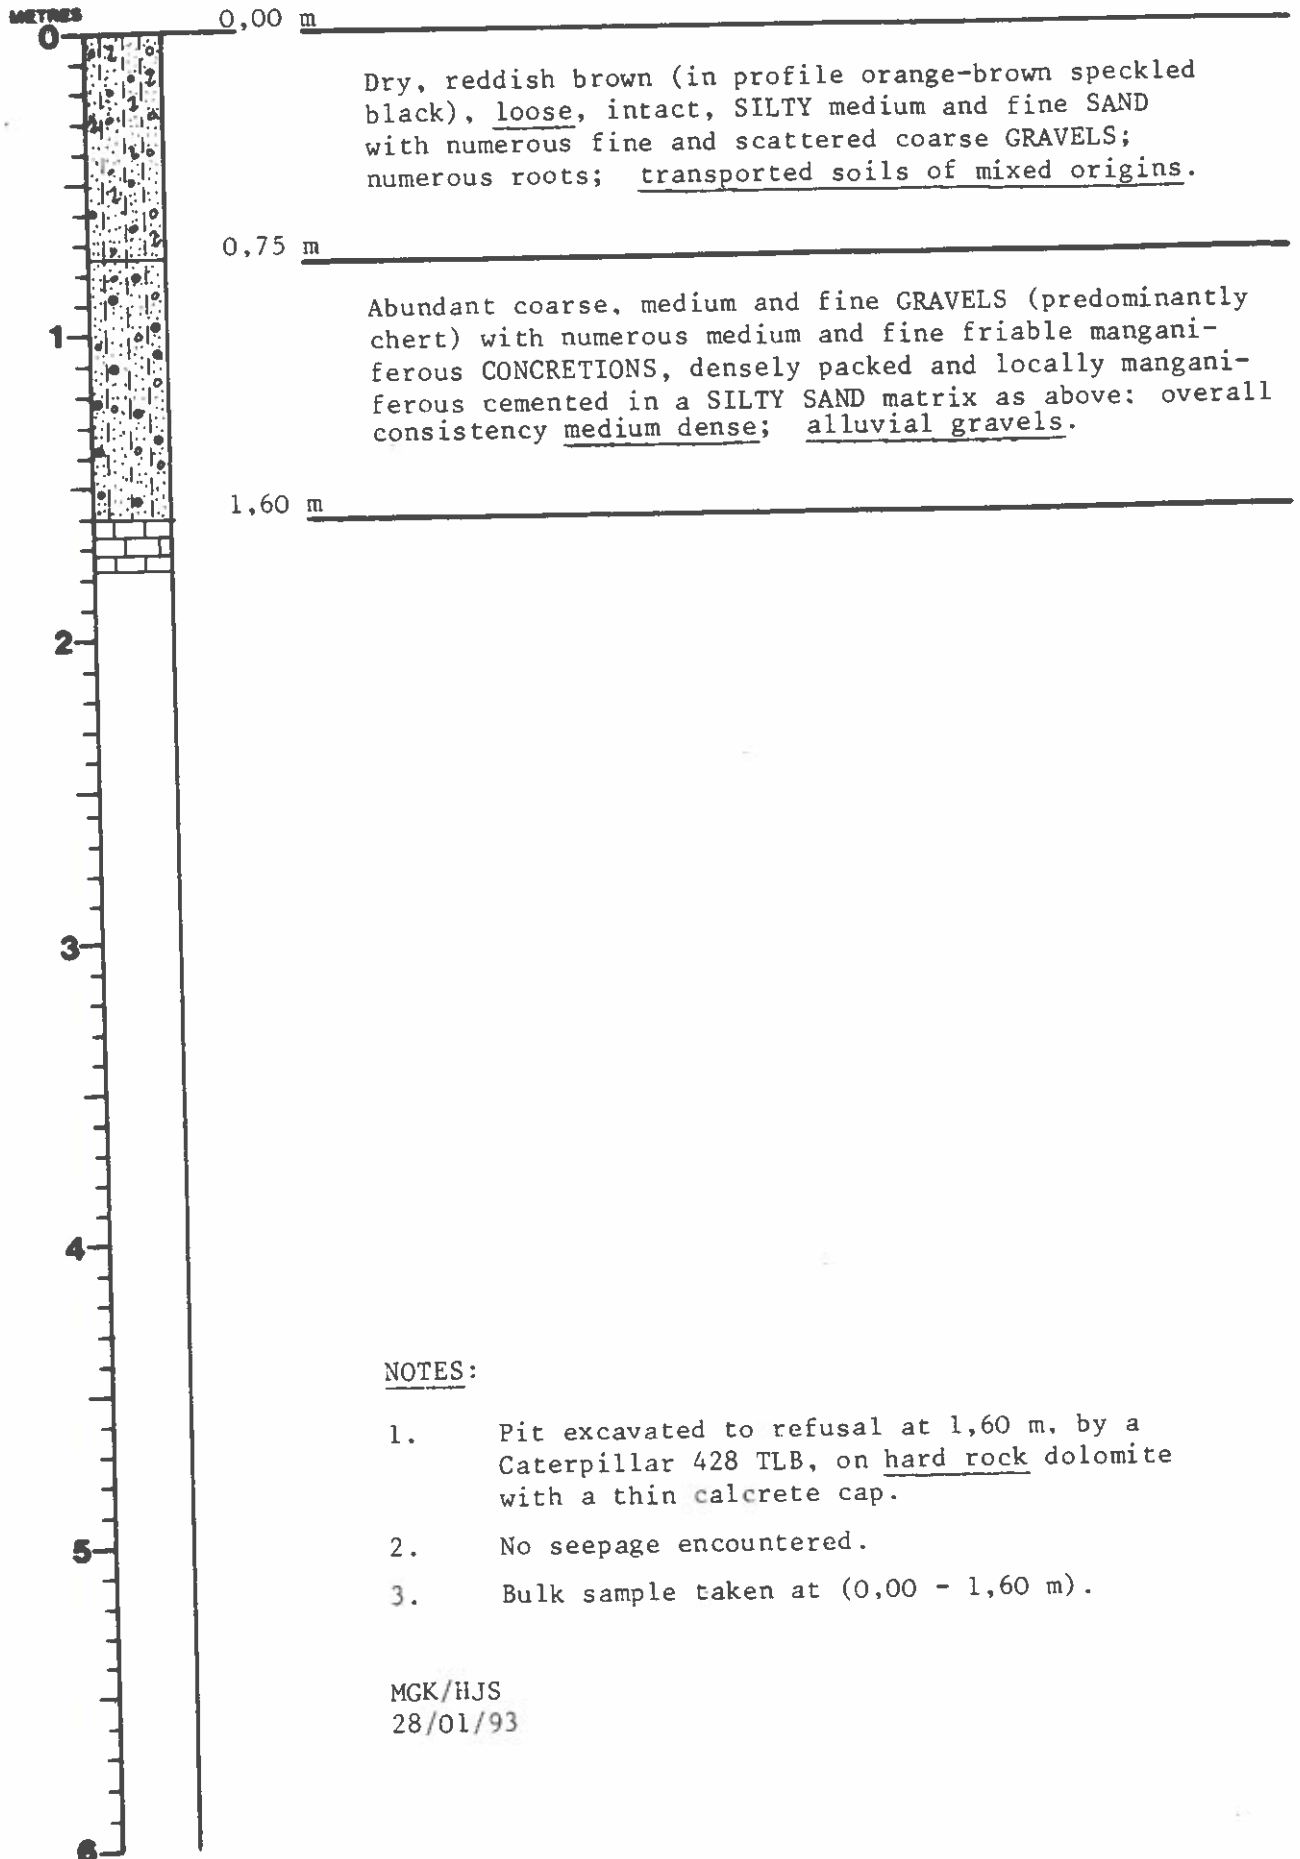 METRES
0
0,00 m
Dry, reddish brown (in profile orange-brown speckled
black), loose, intact, SILTY medium and fine SAND
with numerous fine and scattered coarse GRAVELS;
numerous roots; transported soils of mixed origins.
0,75 m
Abundant coarse, medium and fine GRAVELS (predominantly
chert) with numerous medium and fine friable mangani-
ferous CONCRETIONS, densely packed and locally mangani-
ferous cemented in a SILTY SAND matrix as above: overall
consistency medium dense; alluvial gravels.
1
1,60 m
2
3
4
NOTES:
1. Pit excavated to refusal at 1,60 m, by a
Caterpillar 428 TLB, on hard rock dolomite
with a thin calcrete cap.
2. No seepage encountered.
3. Bulk sample taken at (0,00 - 1,60 m).
5
MGK/HJS
28/01/93
6